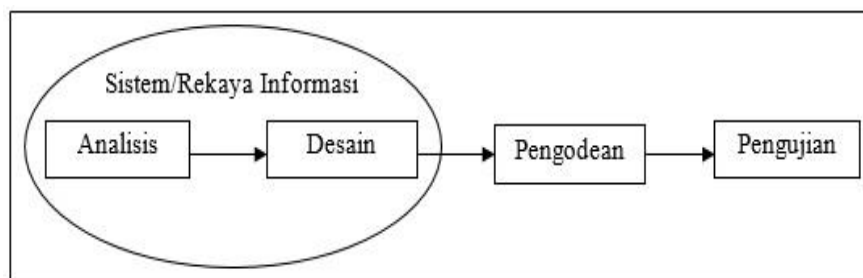 Sistem/Rekaya Informasi
Analisis
Desain
Pengodean
Pengujian